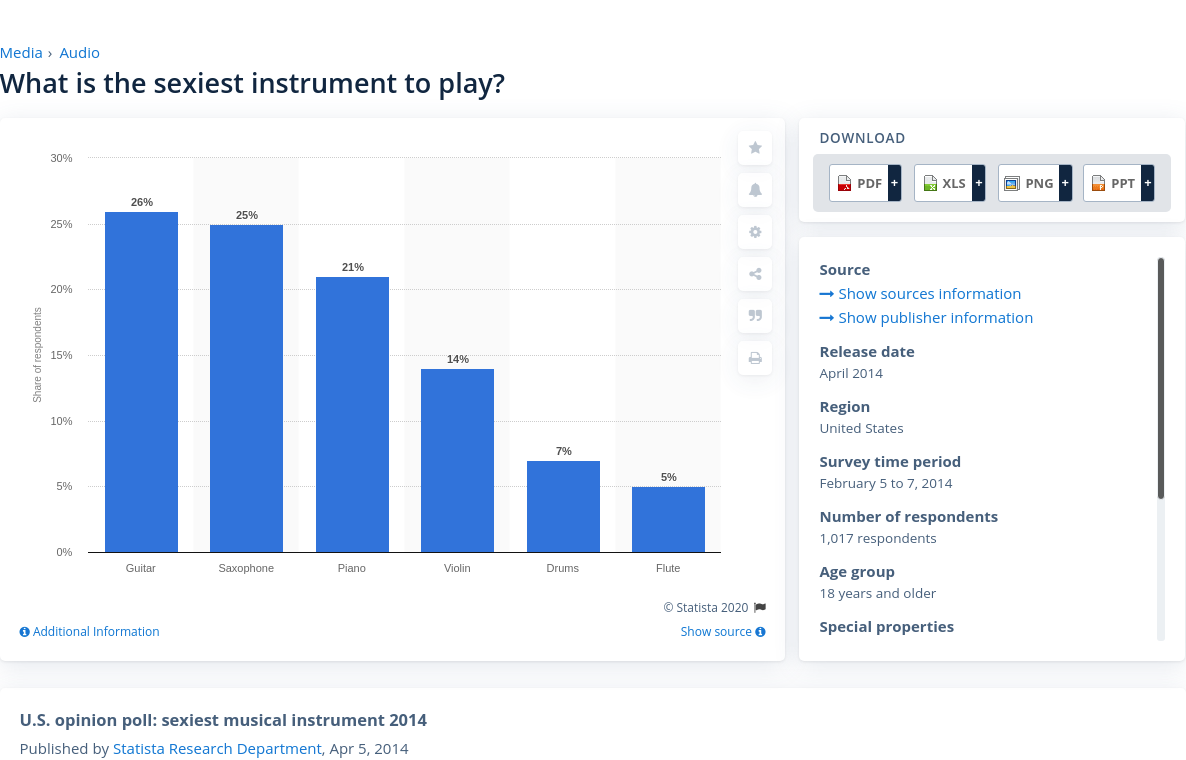 Media › Audio
What is the sexiest instrument to play?
30%
25%
20%
15%
10%
5%
0%
Share of respondents
26%
25%
21%
14%
7%
5%
Guitar
Saxophone
Piano
Violin
Drums
Flute
© Statista 2020
Additional Information
Show source
DOWNLOAD
PDF +
XLS +
PNG +
PPT +
Source
Show sources information
Show publisher information
Release date
April 2014
Region
United States
Survey time period
February 5 to 7, 2014
Number of respondents
1,017 respondents
Age group
18 years and older
Special properties
U.S. opinion poll: sexiest musical instrument 2014
Published by Statista Research Department, Apr 5, 2014